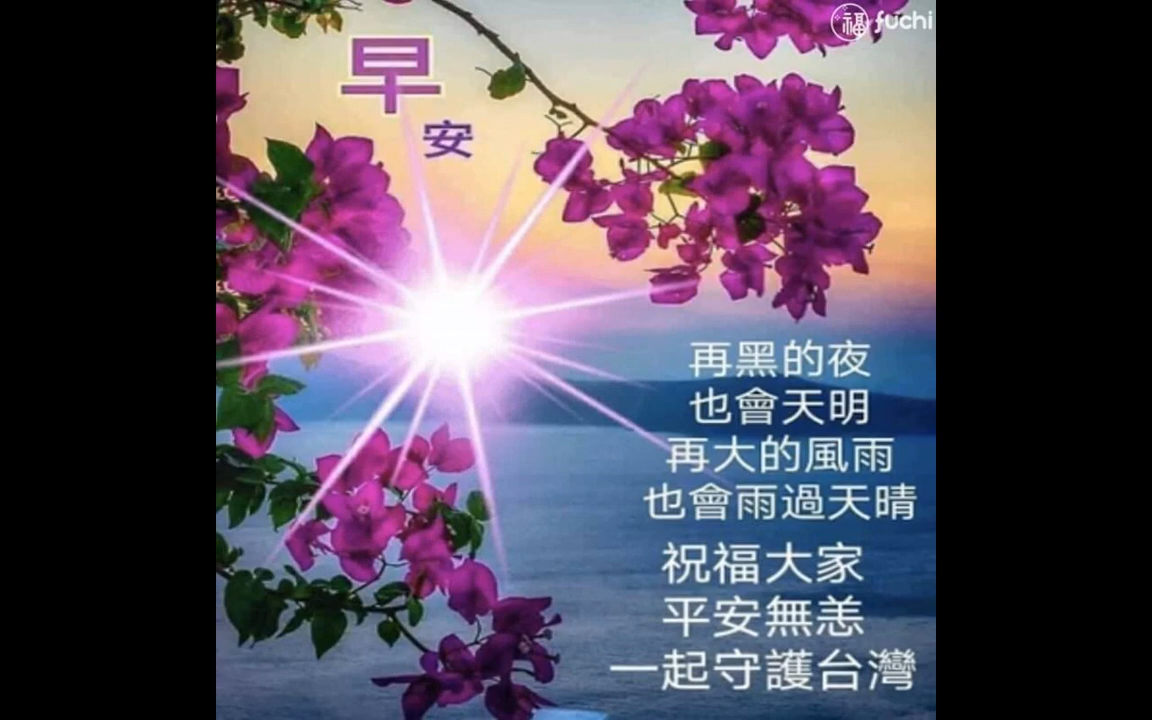 福 fuchi
早
安
再黑的夜
也會天明
再大的風雨
也會雨過天晴
祝福大家
平安無恙
一起守護台灣